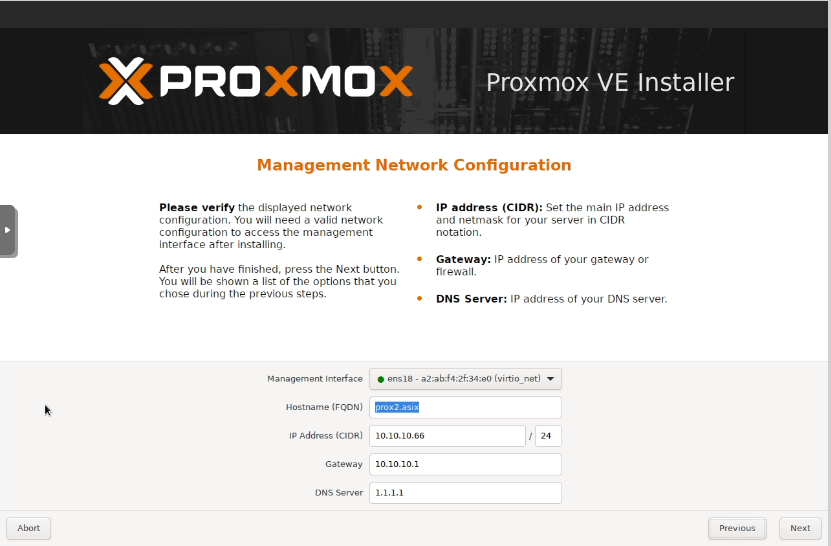 PROXMOX
Proxmox VE Installer
Management Network Configuration
Please verify the displayed network
configuration. You will need a valid network
configuration to access the management
interface after installing.
After you have finished, press the Next button.
You will be shown a list of the options that you
chose during the previous steps.
IP address (CIDR): Set the main IP address
and netmask for your server in CIDR
notation.
Gateway: IP address of your gateway or
firewall.
DNS Server: IP address of your DNS server.
Management Interface ens18 - a2:ab:f4:2f:34:e0 (virtio_net)
Hostname (FQDN) prox2.asix
IP Address (CIDR) 10.10.10.66 / 24
Gateway 10.10.10.1
DNS Server 1.1.1.1
Abort Previous Next